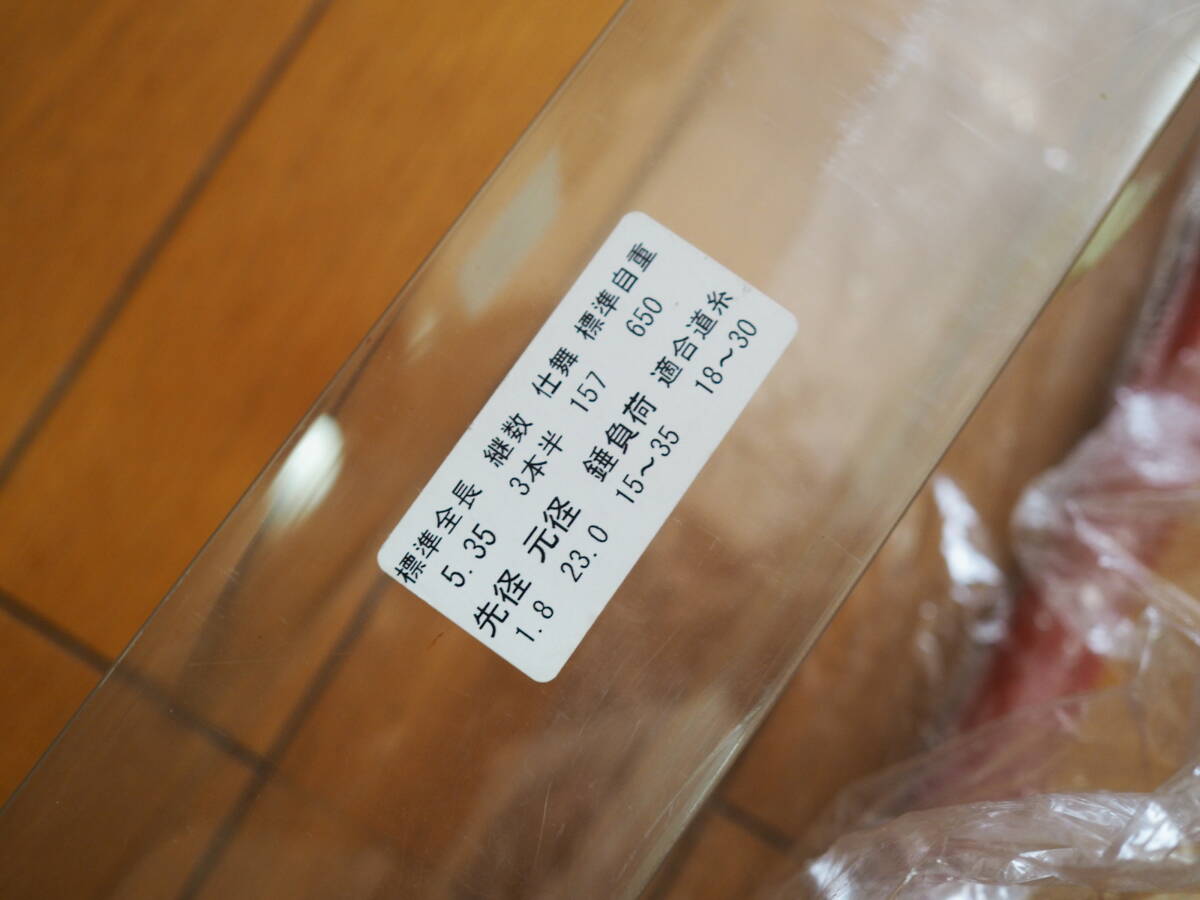 標準全長 継数 仕舞 標準自重
5.35 3本半 157 650
先径 元径 錘負荷 適合道糸
1.8 23.0 15〜35 18〜30